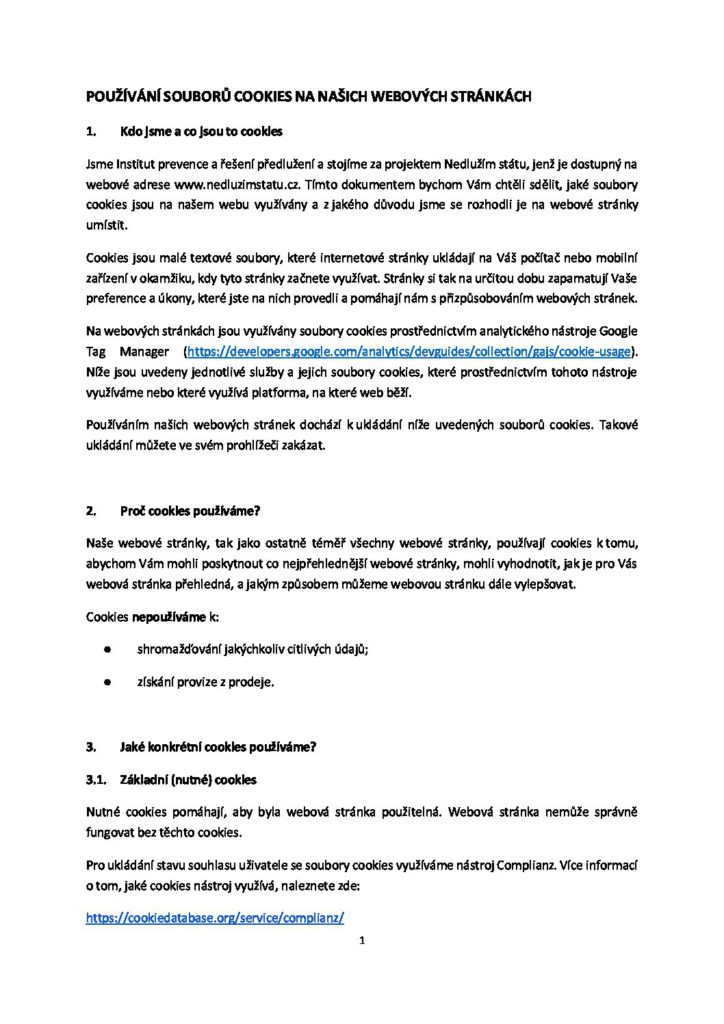 POUŽÍVÁNÍ SOUBORŮ COOKIES NA NAŠICH WEBOVÝCH STRÁNKÁCH
1. Kdo jsme a co jsou to cookies
Jsme Institut prevence a řešení předlužení a stojíme za projektem Nedlužím státu, jenž je dostupný na
webové adrese www.nedluzimstatu.cz. Tímto dokumentem bychom Vám chtěli sdělit, jaké soubory
cookies jsou na našem webu využívány a z jakého důvodu jsme se rozhodli je na webové stránky
umístit.
Cookies jsou malé textové soubory, které internetové stránky ukládají na Váš počítač nebo mobilní
zařízení v okamžiku, kdy tyto stránky začnete využívat. Stránky si tak na určitou dobu zapamatují Vaše
preference a úkony, které jste na nich provedli a pomáhají nám s přizpůsobováním webových stránek.
Na webových stránkách jsou využívány soubory cookies prostřednictvím analytického nástroje Google
Tag Manager (https://developers.google.com/analytics/devguides/collection/gajs/cookie-usage).
Níže jsou uvedeny jednotlivé služby a jejich soubory cookies, které prostřednictvím tohoto nástroje
využíváme nebo které využívá platforma, na které web běží.
Používáním našich webových stránek dochází k ukládání níže uvedených souborů cookies. Takové
ukládání můžete ve svém prohlížeči zakázat.
2. Proč cookies používáme?
Naše webové stránky, tak jako ostatně téměř všechny webové stránky, používají cookies k tomu,
abychom Vám mohli poskytnout co nejpřehlednější webové stránky, mohli vyhodnotit, jak je pro Vás
webová stránka přehledná, a jakým způsobem můžeme webovou stránku dále vylepšovat.
Cookies nepoužíváme k:
● shromažďování jakýchkoliv citlivých údajů;
● získání provize z prodeje.
3. Jaké konkrétní cookies používáme?
3.1. Základní (nutné) cookies
Nutné cookies pomáhají, aby byla webová stránka použitelná. Webová stránka nemůže správně
fungovat bez těchto cookies.
Pro ukládání stavu souhlasu uživatele se soubory cookies využíváme nástroj Complianz. Více informací
o tom, jaké cookies nástroj využívá, naleznete zde:
https://cookiedatabase.org/service/complianz/
1